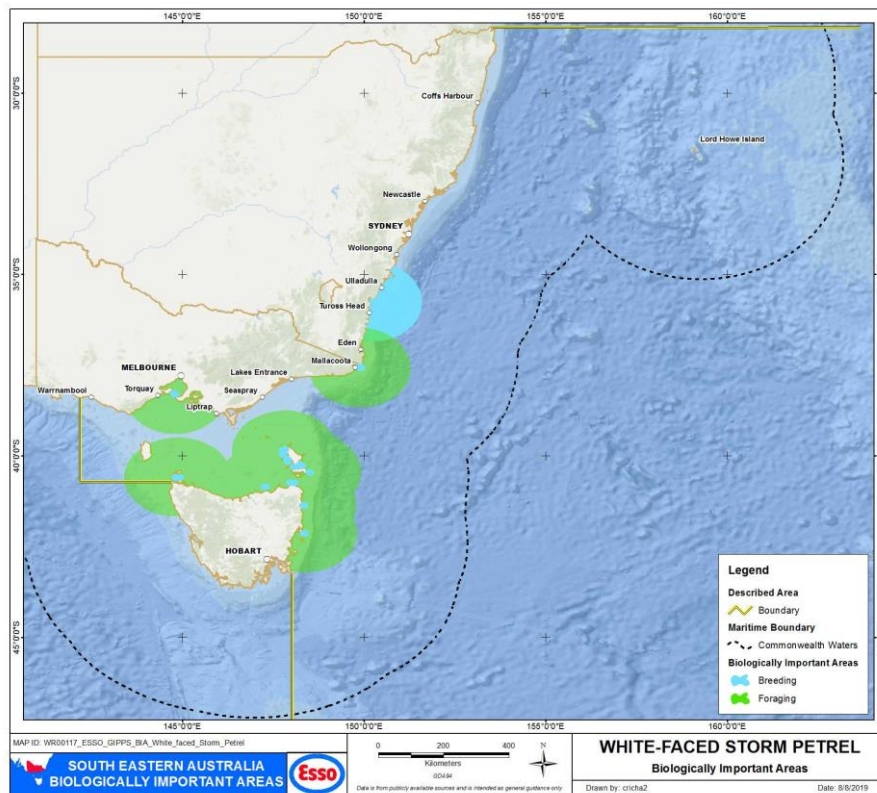 145°0'0"E 150°0'0"E 155°0'0"E 160°0'0"E
30°0'0"S
35°0'0"S
40°0'0"S
45°0'0"S
Coffs Harbour
Lord Howe Island
Newcastle
SYDNEY
Wollongong
Ulladulla
Tuross Head
Eden
Mallacoota
MELBOURNE
Lakes Entrance
Warrnambool
Torquay
Seaspray
Liptrap
HOBART
Legend
Described Area
Boundary
Maritime Boundary
Commonwealth Waters
Biologically Important Areas
Breeding
Foraging
145°0'0"E 150°0'0"E 155°0'0"E 160°0'0"E
MAP ID: WR00117_ESSO_GIPPS_BIA_White_faced_Storm_Petrel
SOUTH EASTERN AUSTRALIA
BIOLOGICALLY IMPORTANT AREAS
Esso
0 200 400
Kilometers
GDA94
Data is from publicly available sources and is intended as general guidance only
N
WHITE-FACED STORM PETREL
Biologically Important Areas
Drawn by: cricha2 Date: 8/8/2019